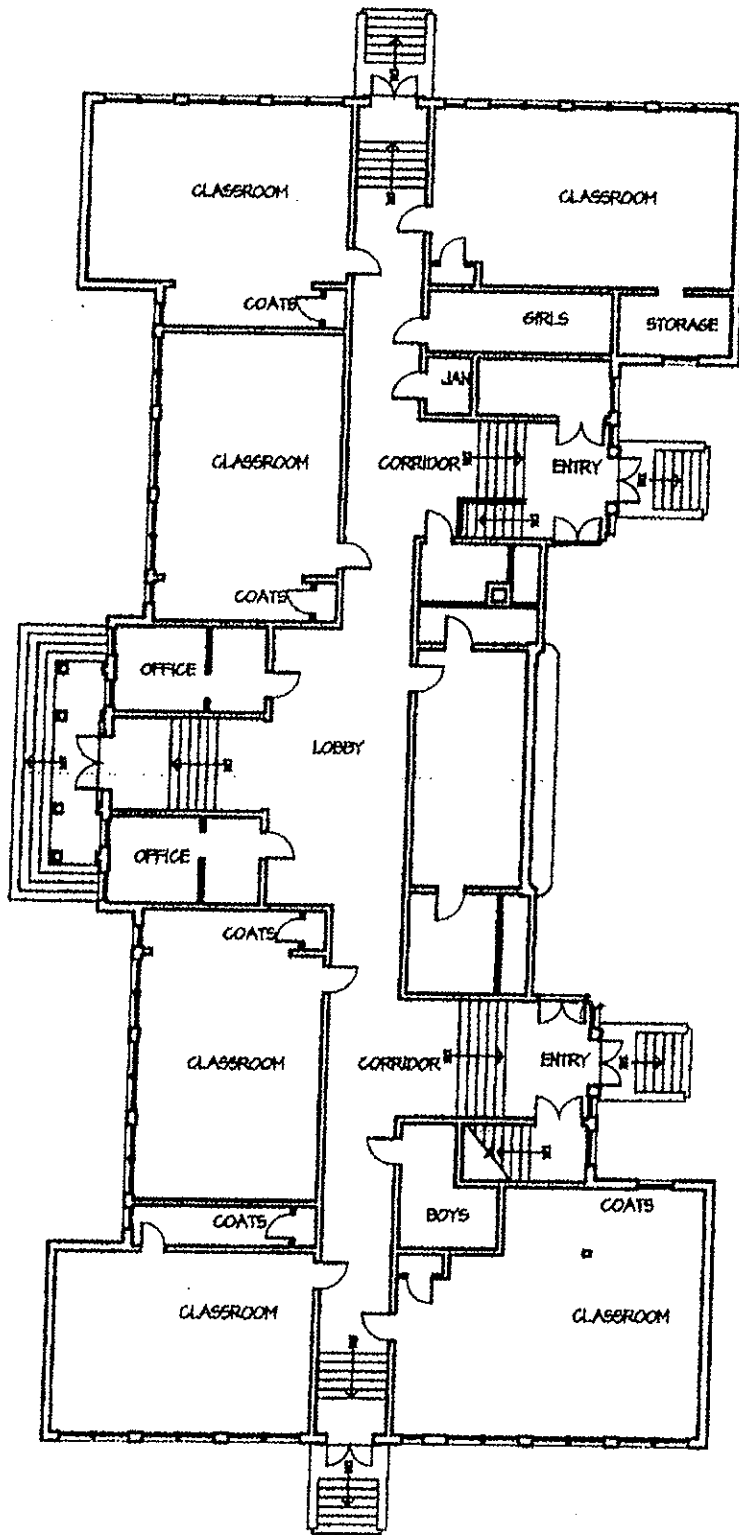 CLASSROOM
CLASSROOM
COATS
GIRLS
STORAGE
JAN
CLASSROOM
CORRIDOR
ENTRY
COATS
OFFICE
LOBBY
OFFICE
COATS
CLASSROOM
CORRIDOR
ENTRY
COATS
BOYS
COATS
CLASSROOM
CLASSROOM